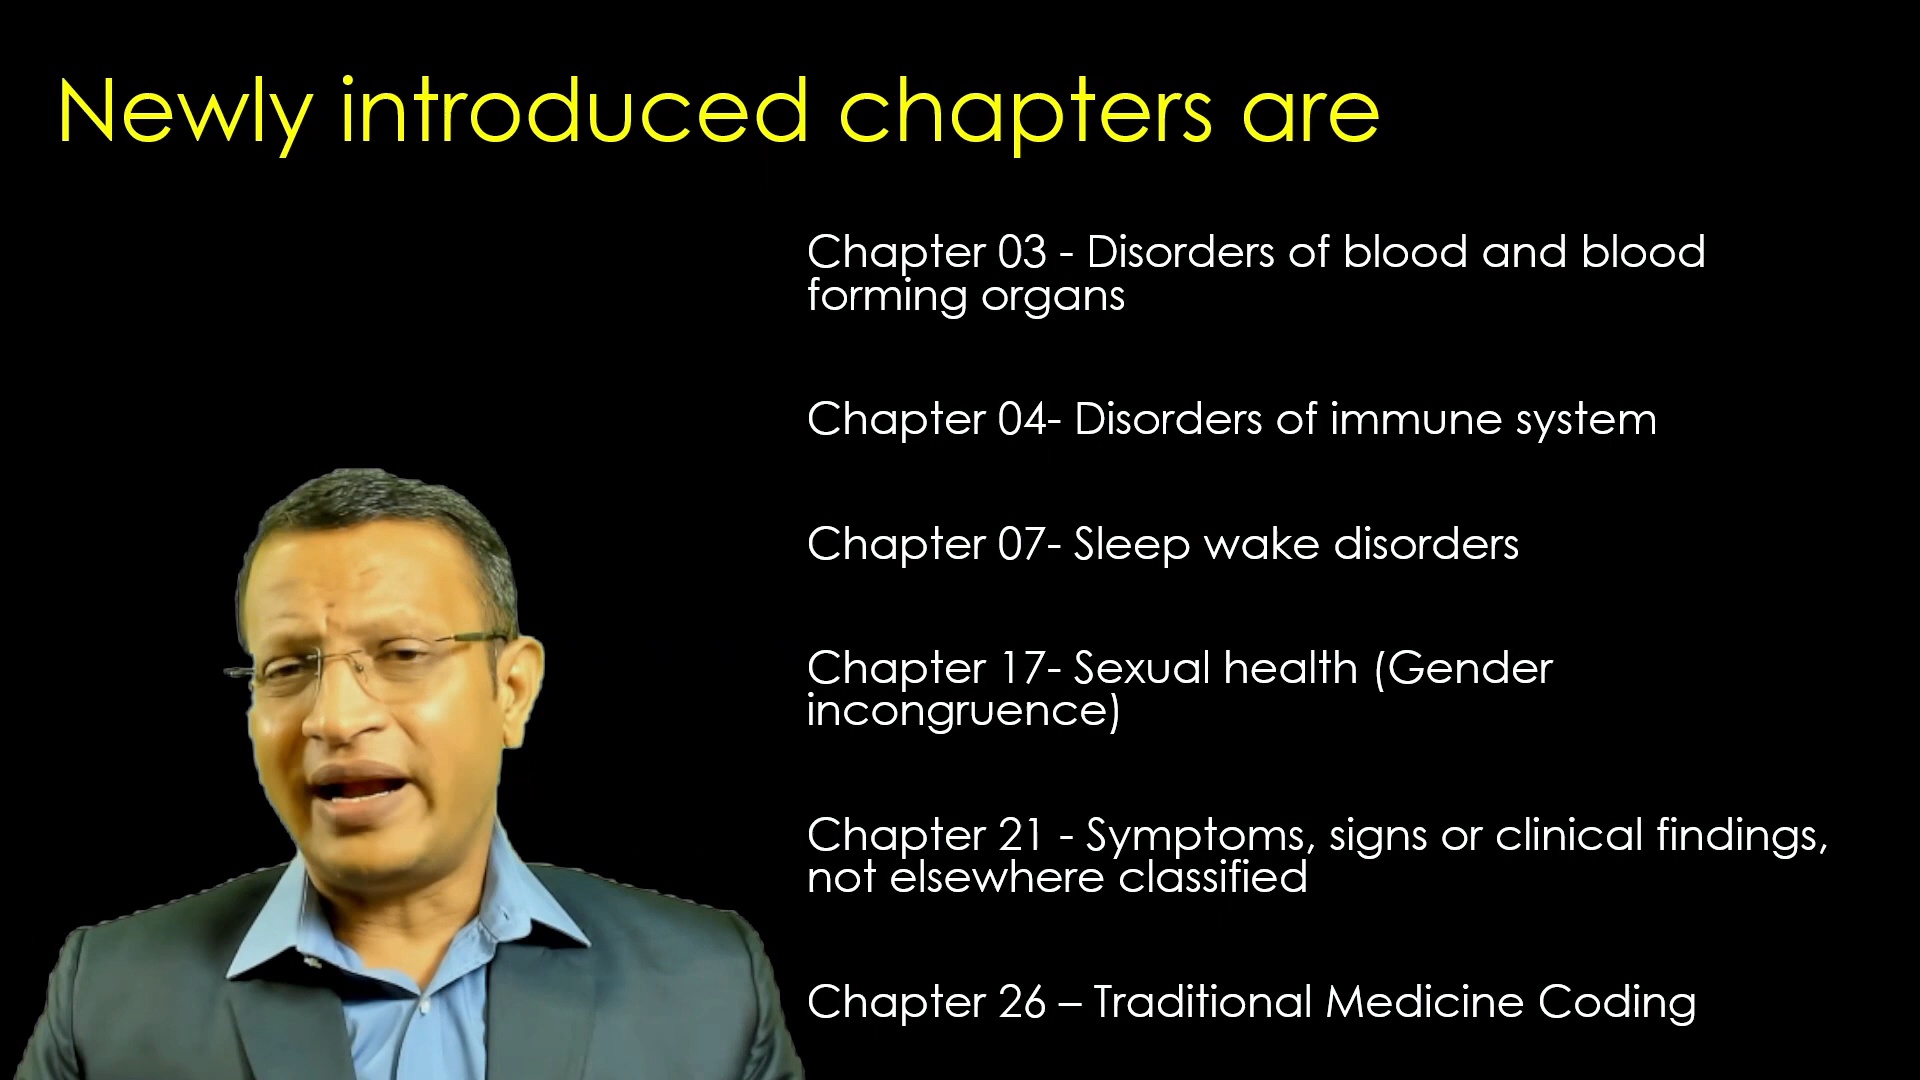 Newly introduced chapters are
Chapter 03 - Disorders of blood and blood
forming organs
Chapter 04- Disorders of immune system
Chapter 07- Sleep wake disorders
Chapter 17- Sexual health (Gender
incongruence)
Chapter 21 - Symptoms, signs or clinical findings,
not elsewhere classified
Chapter 26 – Traditional Medicine Coding